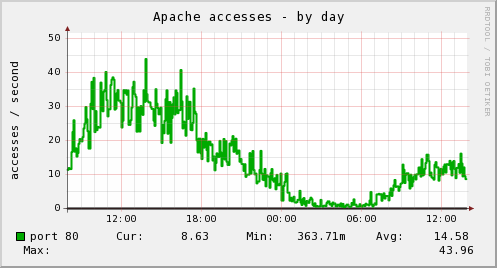 Apache accesses - by day
RRDTOOL / TOBI OETIKER
accesses / second
50
40
30
20
10
0
12:00 18:00 00:00 06:00 12:00
port 80 Cur: 8.63 Min: 363.71m Avg: 14.58
Max: 43.96